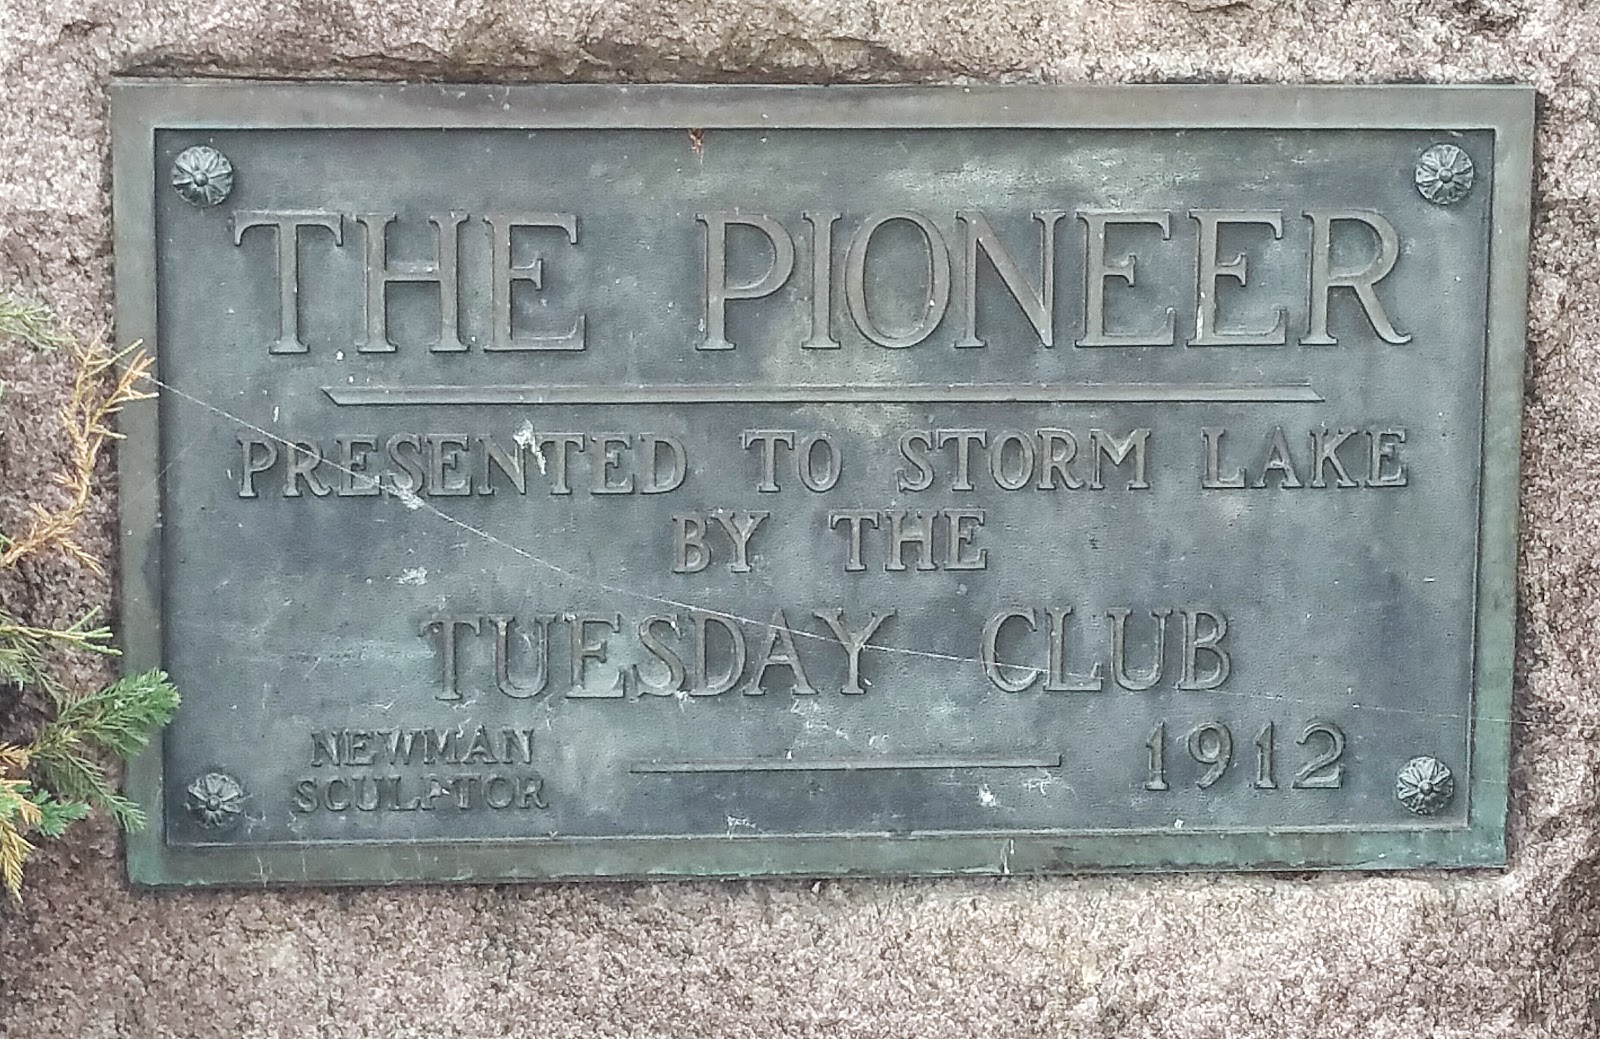 THE PIONEER
PRESENTED TO STORM LAKE
BY THE
TUESDAY CLUB
NEWMAN
SCULPTOR
1912